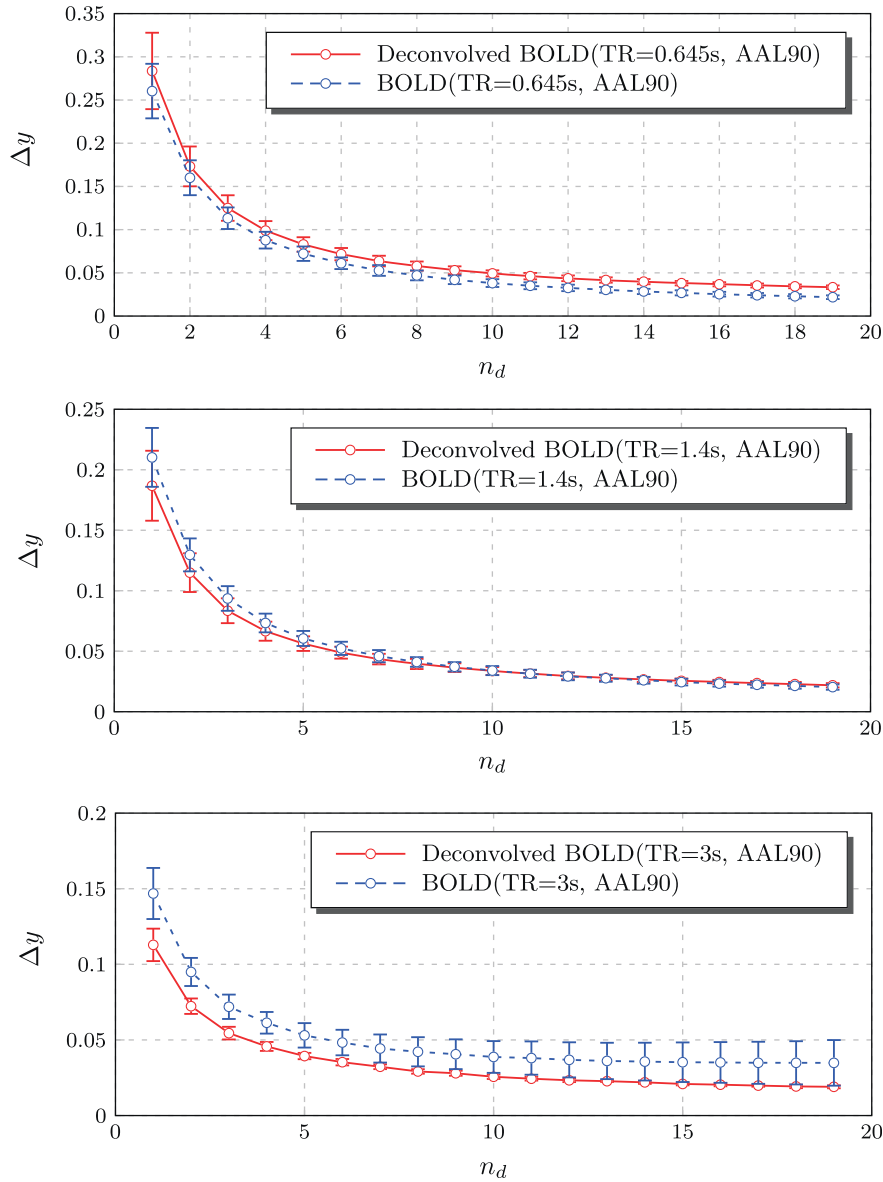 0.35
0.3
0.25
0.2
0.15
0.1
0.05
0
Δy
Deconvolved BOLD(TR=0.645s, AAL90)
BOLD(TR=0.645s, AAL90)
0 2 4 6 8 10 12 14 16 18 20
n_d
0.25
0.2
0.15
0.1
0.05
0
Δy
Deconvolved BOLD(TR=1.4s, AAL90)
BOLD(TR=1.4s, AAL90)
0 5 10 15 20
n_d
0.2
0.15
0.1
0.05
0
Δy
Deconvolved BOLD(TR=3s, AAL90)
BOLD(TR=3s, AAL90)
0 5 10 15 20
n_d